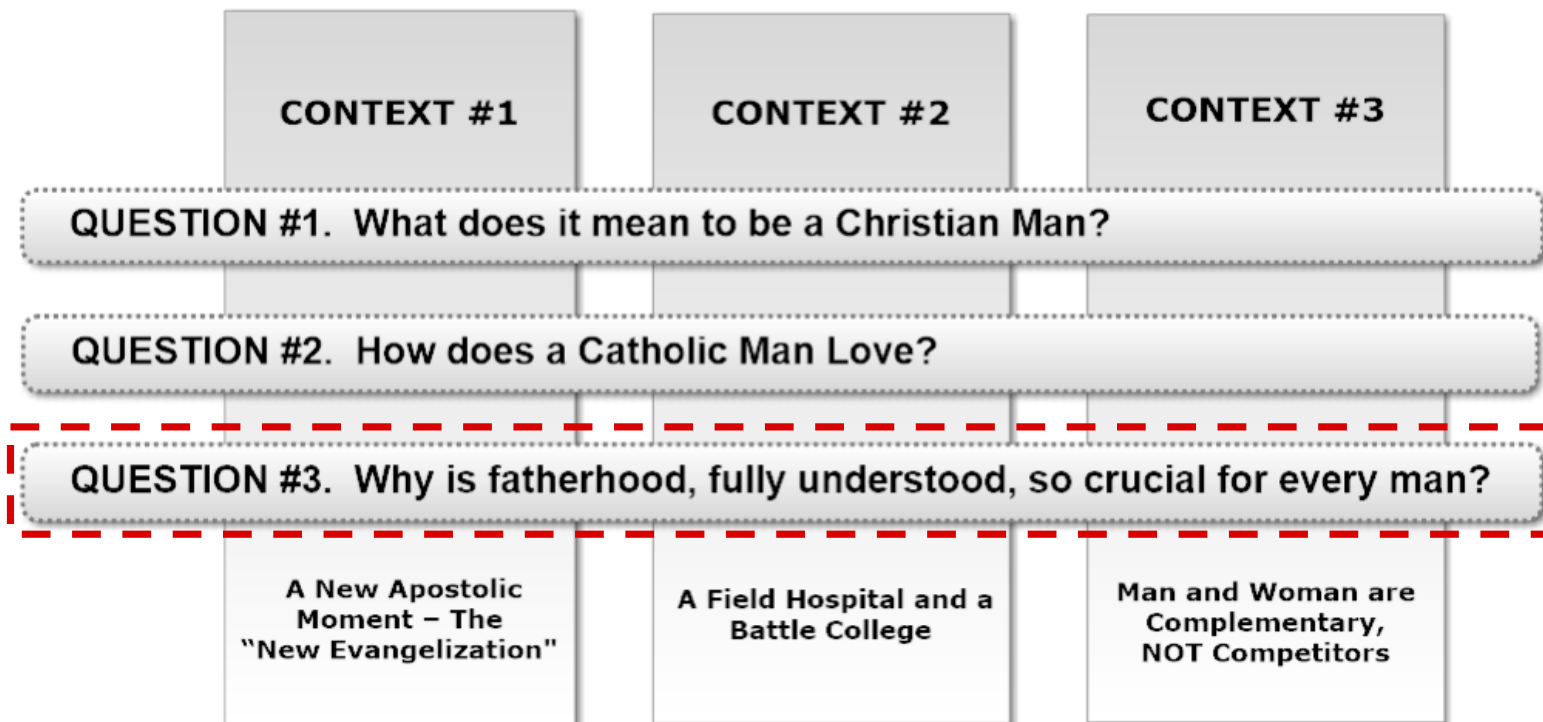 CONTEXT #1
CONTEXT #2
CONTEXT #3
QUESTION #1.  What does it mean to be a Christian Man?
QUESTION #2.  How does a Catholic Man Love?
QUESTION #3.  Why is fatherhood, fully understood, so crucial for every man?
A New Apostolic
Moment – The
“New Evangelization"
A Field Hospital and a
Battle College
Man and Woman are
Complementary,
NOT Competitors